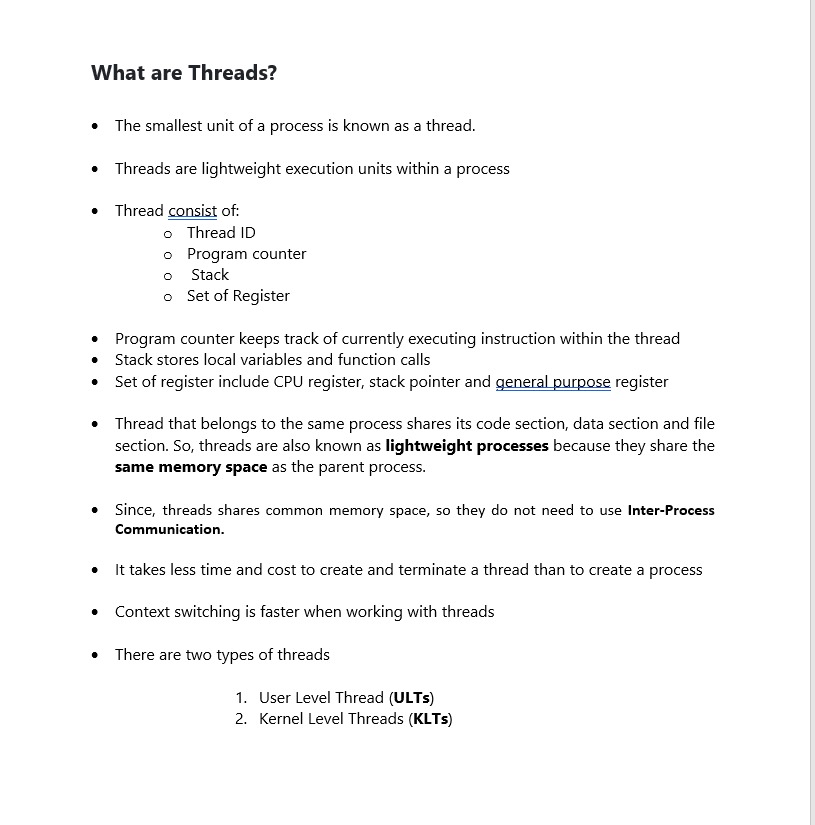 What are Threads?
• The smallest unit of a process is known as a thread.
• Threads are lightweight execution units within a process
• Thread consist of:
o Thread ID
o Program counter
o Stack
o Set of Register
• Program counter keeps track of currently executing instruction within the thread
• Stack stores local variables and function calls
• Set of register include CPU register, stack pointer and general purpose register
• Thread that belongs to the same process shares its code section, data section and file
section. So, threads are also known as lightweight processes because they share the
same memory space as the parent process.
• Since, threads shares common memory space, so they do not need to use Inter-Process
Communication.
• It takes less time and cost to create and terminate a thread than to create a process
• Context switching is faster when working with threads
• There are two types of threads
1. User Level Thread (ULTs)
2. Kernel Level Threads (KLTs)